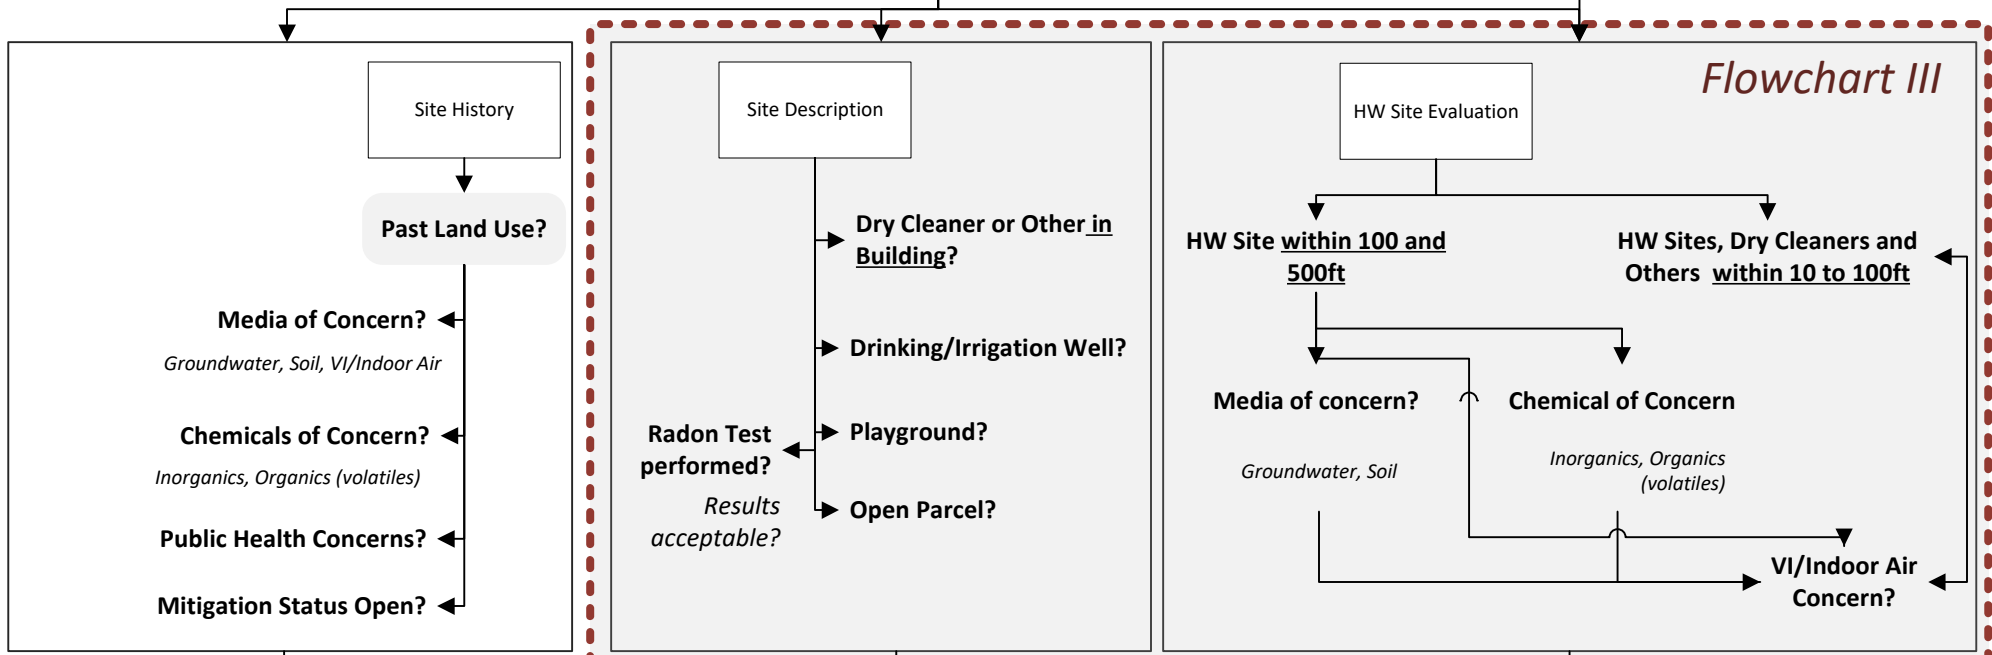 Site History
Past Land Use?
Media of Concern?
Groundwater, Soil, VI/Indoor Air
Chemicals of Concern?
Inorganics, Organics (volatiles)
Public Health Concerns?
Mitigation Status Open?
Site Description
Dry Cleaner or Other in
Building?
Drinking/Irrigation Well?
Playground?
Radon Test
performed?
Results
acceptable?
Open Parcel?
Flowchart III
HW Site Evaluation
HW Site within 100 and
500ft
HW Sites, Dry Cleaners and
Others within 10 to 100ft
Media of concern?
Groundwater, Soil
Chemical of Concern
Inorganics, Organics
(volatiles)
VI/Indoor Air
Concern?